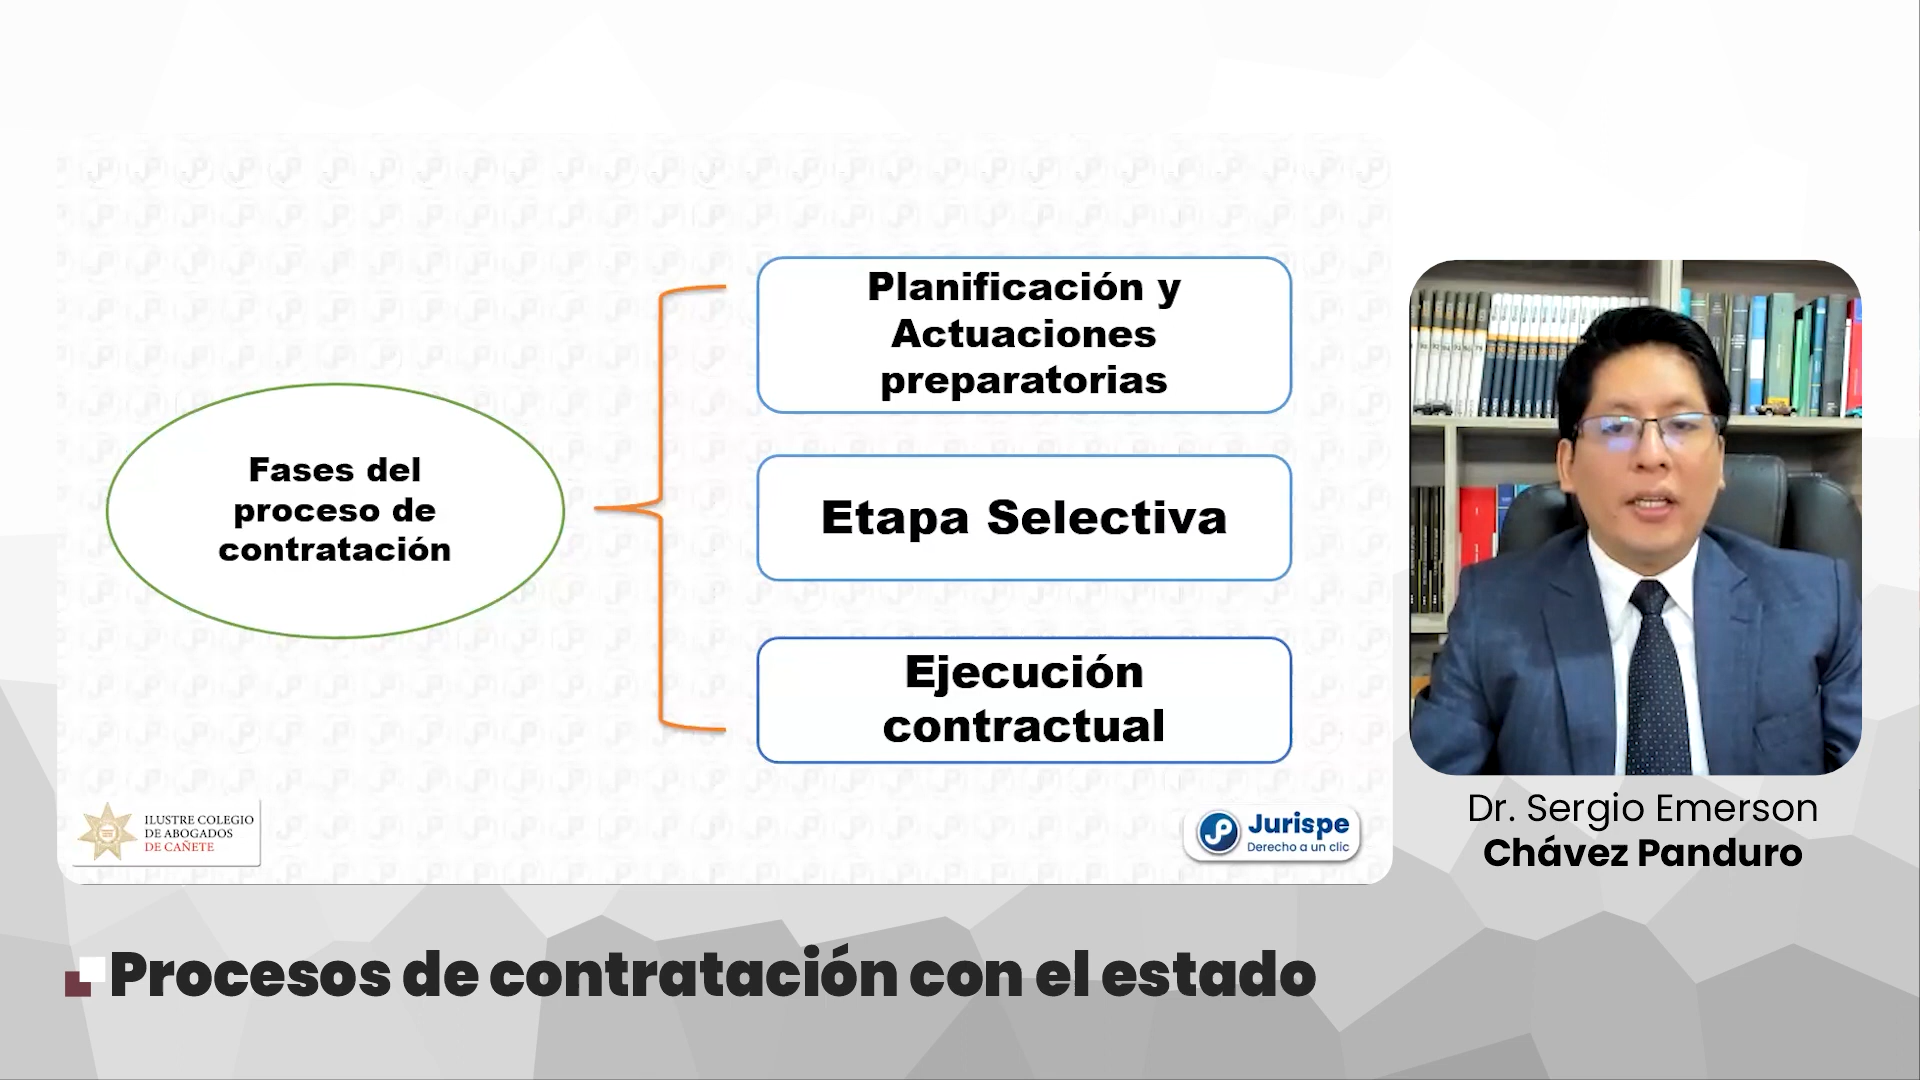 Fases del
proceso de
contratación
Planificación y
Actuaciones
preparatorias
Etapa Selectiva
Ejecución
contractual
ILUSTRE COLEGIO
DE ABOGADOS
DE CAÑETE
Jurispe
Derecho a un clic
Dr. Sergio Emerson
Chávez Panduro
Procesos de contratación con el estado